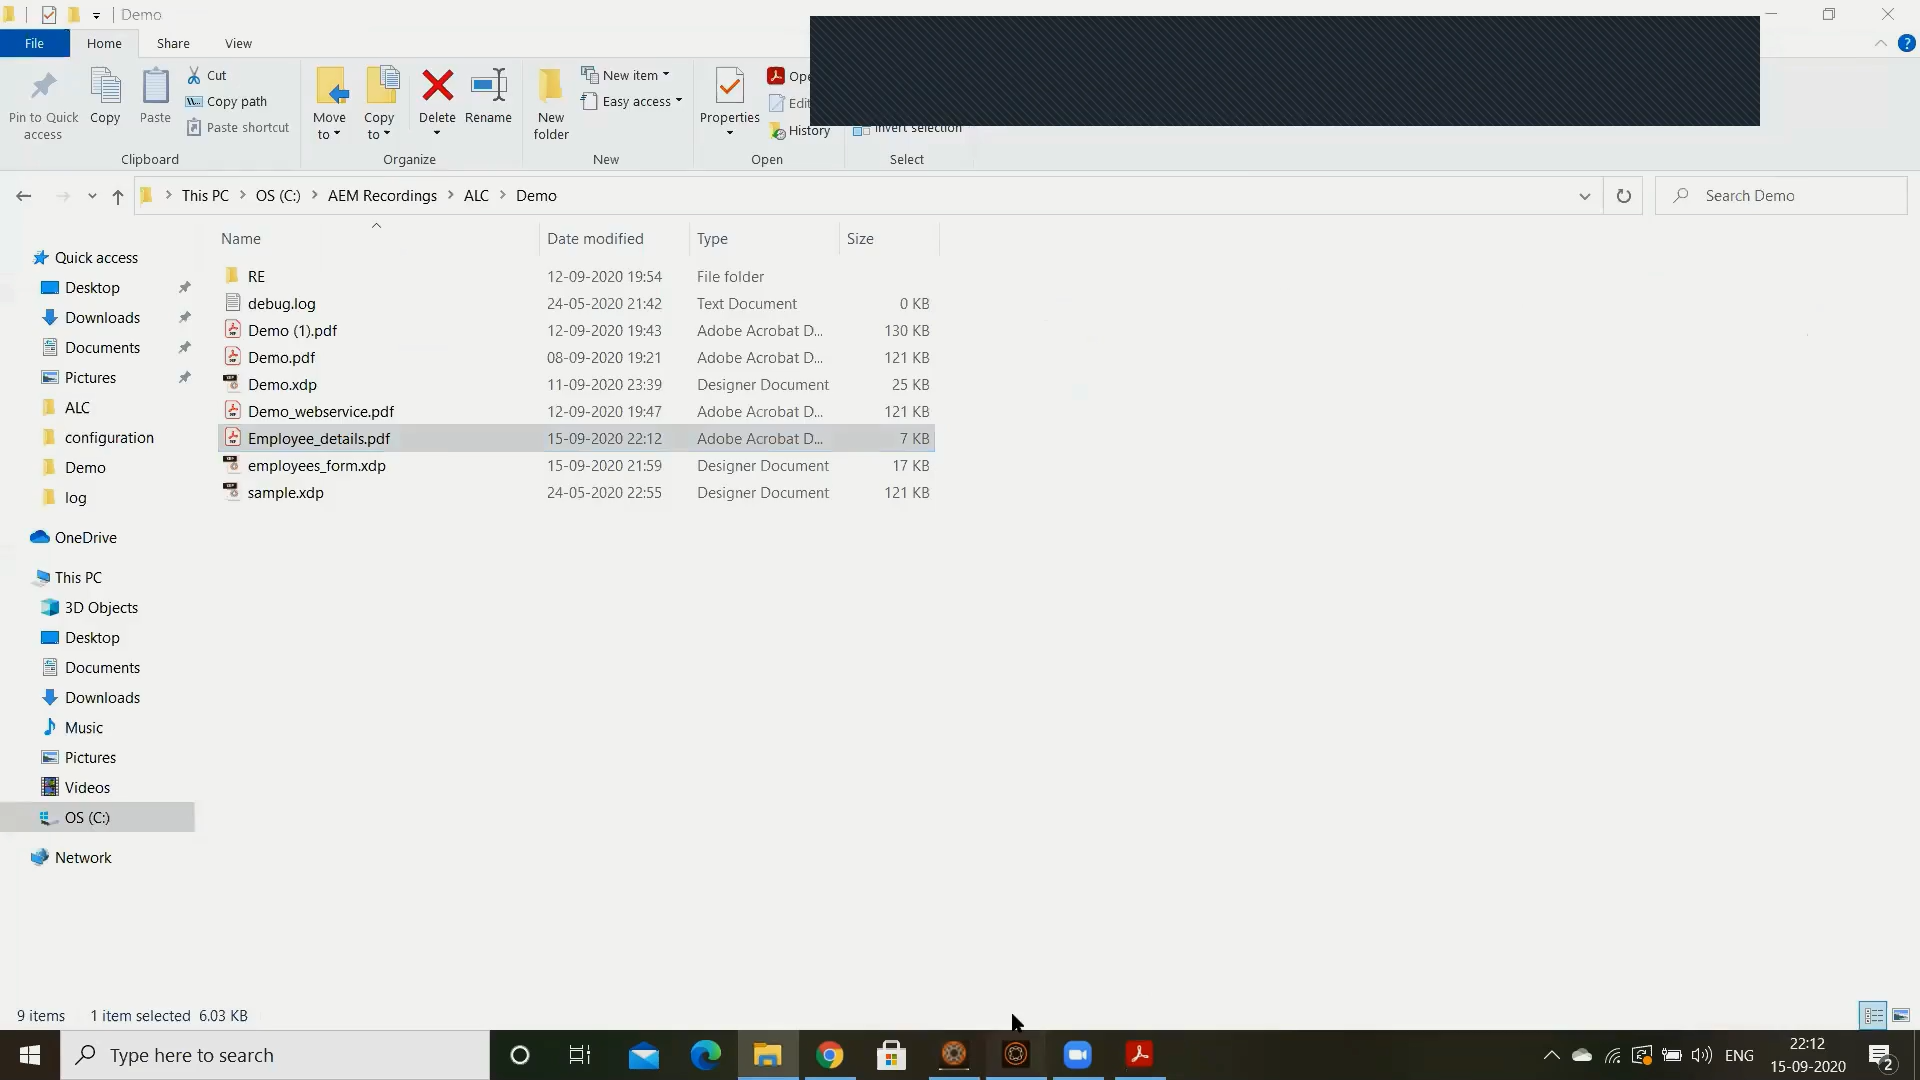 Demo
File Home Share View
Pin to Quick access
Copy
Paste
Cut
Copy path
Paste shortcut
Clipboard
Move to
Copy to
Delete
Rename
Organize
New folder
New item
Easy access
New
Properties
History
Open
Invert selection
Select
This PC OS (C:) AEM Recordings ALC Demo
Search Demo
Name Date modified Type Size
RE 12-09-2020 19:54 File folder
debug.log 24-05-2020 21:42 Text Document 0 KB
Demo (1).pdf 12-09-2020 19:43 Adobe Acrobat D... 130 KB
Demo.pdf 08-09-2020 19:21 Adobe Acrobat D... 121 KB
Demo.xdp 11-09-2020 23:39 Designer Document 25 KB
Demo_webservice.pdf 12-09-2020 19:47 Adobe Acrobat D... 121 KB
Employee_details.pdf 15-09-2020 22:12 Adobe Acrobat D... 7 KB
employees_form.xdp 15-09-2020 21:59 Designer Document 17 KB
sample.xdp 24-05-2020 22:55 Designer Document 121 KB
Quick access
Desktop
Downloads
Documents
Pictures
ALC
configuration
Demo
log
OneDrive
This PC
3D Objects
Desktop
Documents
Downloads
Music
Pictures
Videos
OS (C:)
Network
9 items 1 item selected 6.03 KB
Type here to search
ENG
22:12
15-09-2020
2